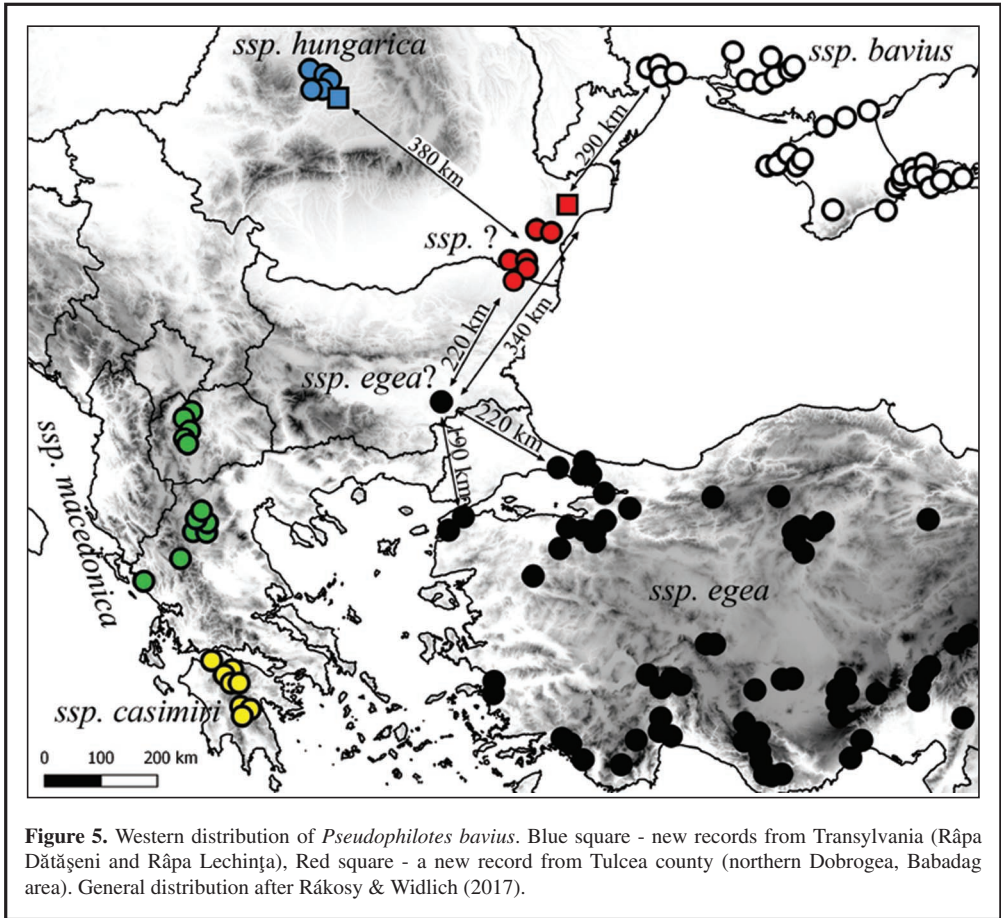 ssp. hungarica
ssp. bavius
290 km
380 km
ssp. ?
220 km
340 km
ssp. egea?
220 km
190 km
ssp. macedonica
ssp. egea
ssp. casimiri
0 100 200 km
Figure 5. Western distribution of Pseudophilotes bavius. Blue square - new records from Transylvania (Râpa
Dătăşeni and Râpa Lechinţa), Red square - a new record from Tulcea county (northern Dobrogea, Babadag
area). General distribution after Rákosy & Widlich (2017).